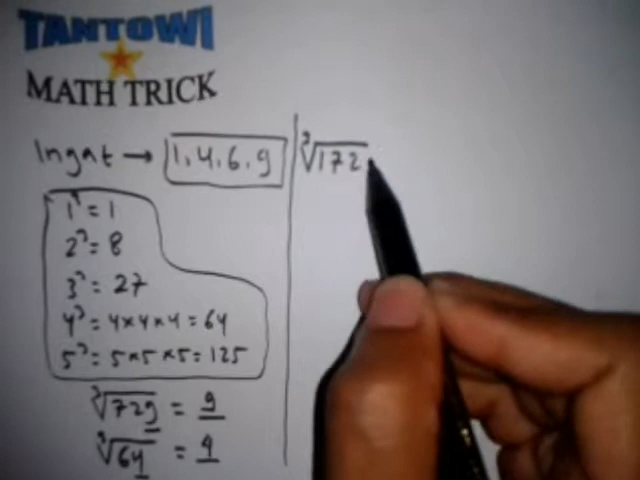 TANTOWI
MATH TRICK
Ingat → 1, 4, 6, 9
1³ = 1
2³ = 8
3³ = 27
4³ = 4×4×4 = 64
5³ = 5×5×5 = 125
³√729 = 9
³√64 = 4
³√172